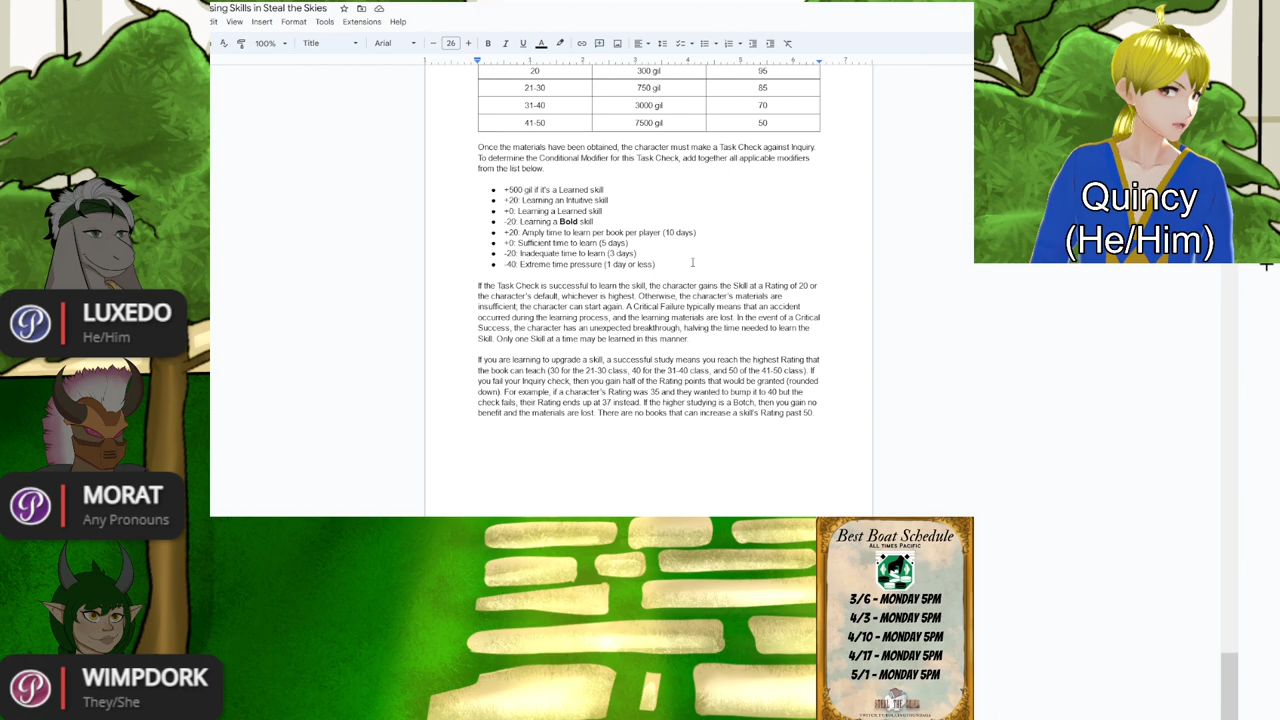 sing Skills in Steal the Skies
dit View Insert Format Tools Extensions Help
100% Title Arial 26 B I U A
1 1 2 3 4 5 6 7
20 300 gil 95
21-30 750 gil 85
31-40 3000 gil 70
41-50 7500 gil 50
Once the materials have been obtained, the character must make a Task Check against Inquiry.
To determine the Conditional Modifier for this Task Check, add together all applicable modifiers
from the list below.
● +500 gil if it's a Learned skill
● +20: Learning an Intuitive skill
● +0: Learning a Learned skill
● -20: Learning a Bold skill
● +20: Amply time to learn per book per player (10 days)
● +0: Sufficient time to learn (5 days)
● -20: Inadequate time to learn (3 days)
● -40: Extreme time pressure (1 day or less)
If the Task Check is successful to learn the skill, the character gains the Skill at a Rating of 20 or
the character's default, whichever is highest. Otherwise, the character's materials are
insufficient; the character can start again. A Critical Failure typically means that an accident
occurred during the learning process, and the learning materials are lost. In the event of a Critical
Success, the character has an unexpected breakthrough, halving the time needed to learn the
Skill. Only one Skill at a time may be learned in this manner.
If you are learning to upgrade a skill, a successful study means you reach the highest Rating that
the book can teach (30 for the 21-30 class, 40 for the 31-40 class, and 50 of the 41-50 class). If
you fail your Inquiry check, then you gain half of the Rating points that would be granted (rounded
down). For example, if a character's Rating was 35 and they wanted to bump it to 40 but the
check fails, their Rating ends up at 37 instead. If the higher studying is a Botch, then you gain no
benefit and the materials are lost. There are no books that can increase a skill's Rating past 50.
Quincy
(He/Him)
LUXEDO
He/Him
MORAT
Any Pronouns
WIMPDORK
They/She
Best Boat Schedule
ALL TIMES PACIFIC
3/6 - MONDAY 5PM
4/3 - MONDAY 5PM
4/10 - MONDAY 5PM
4/17 - MONDAY 5PM
5/1 - MONDAY 5PM